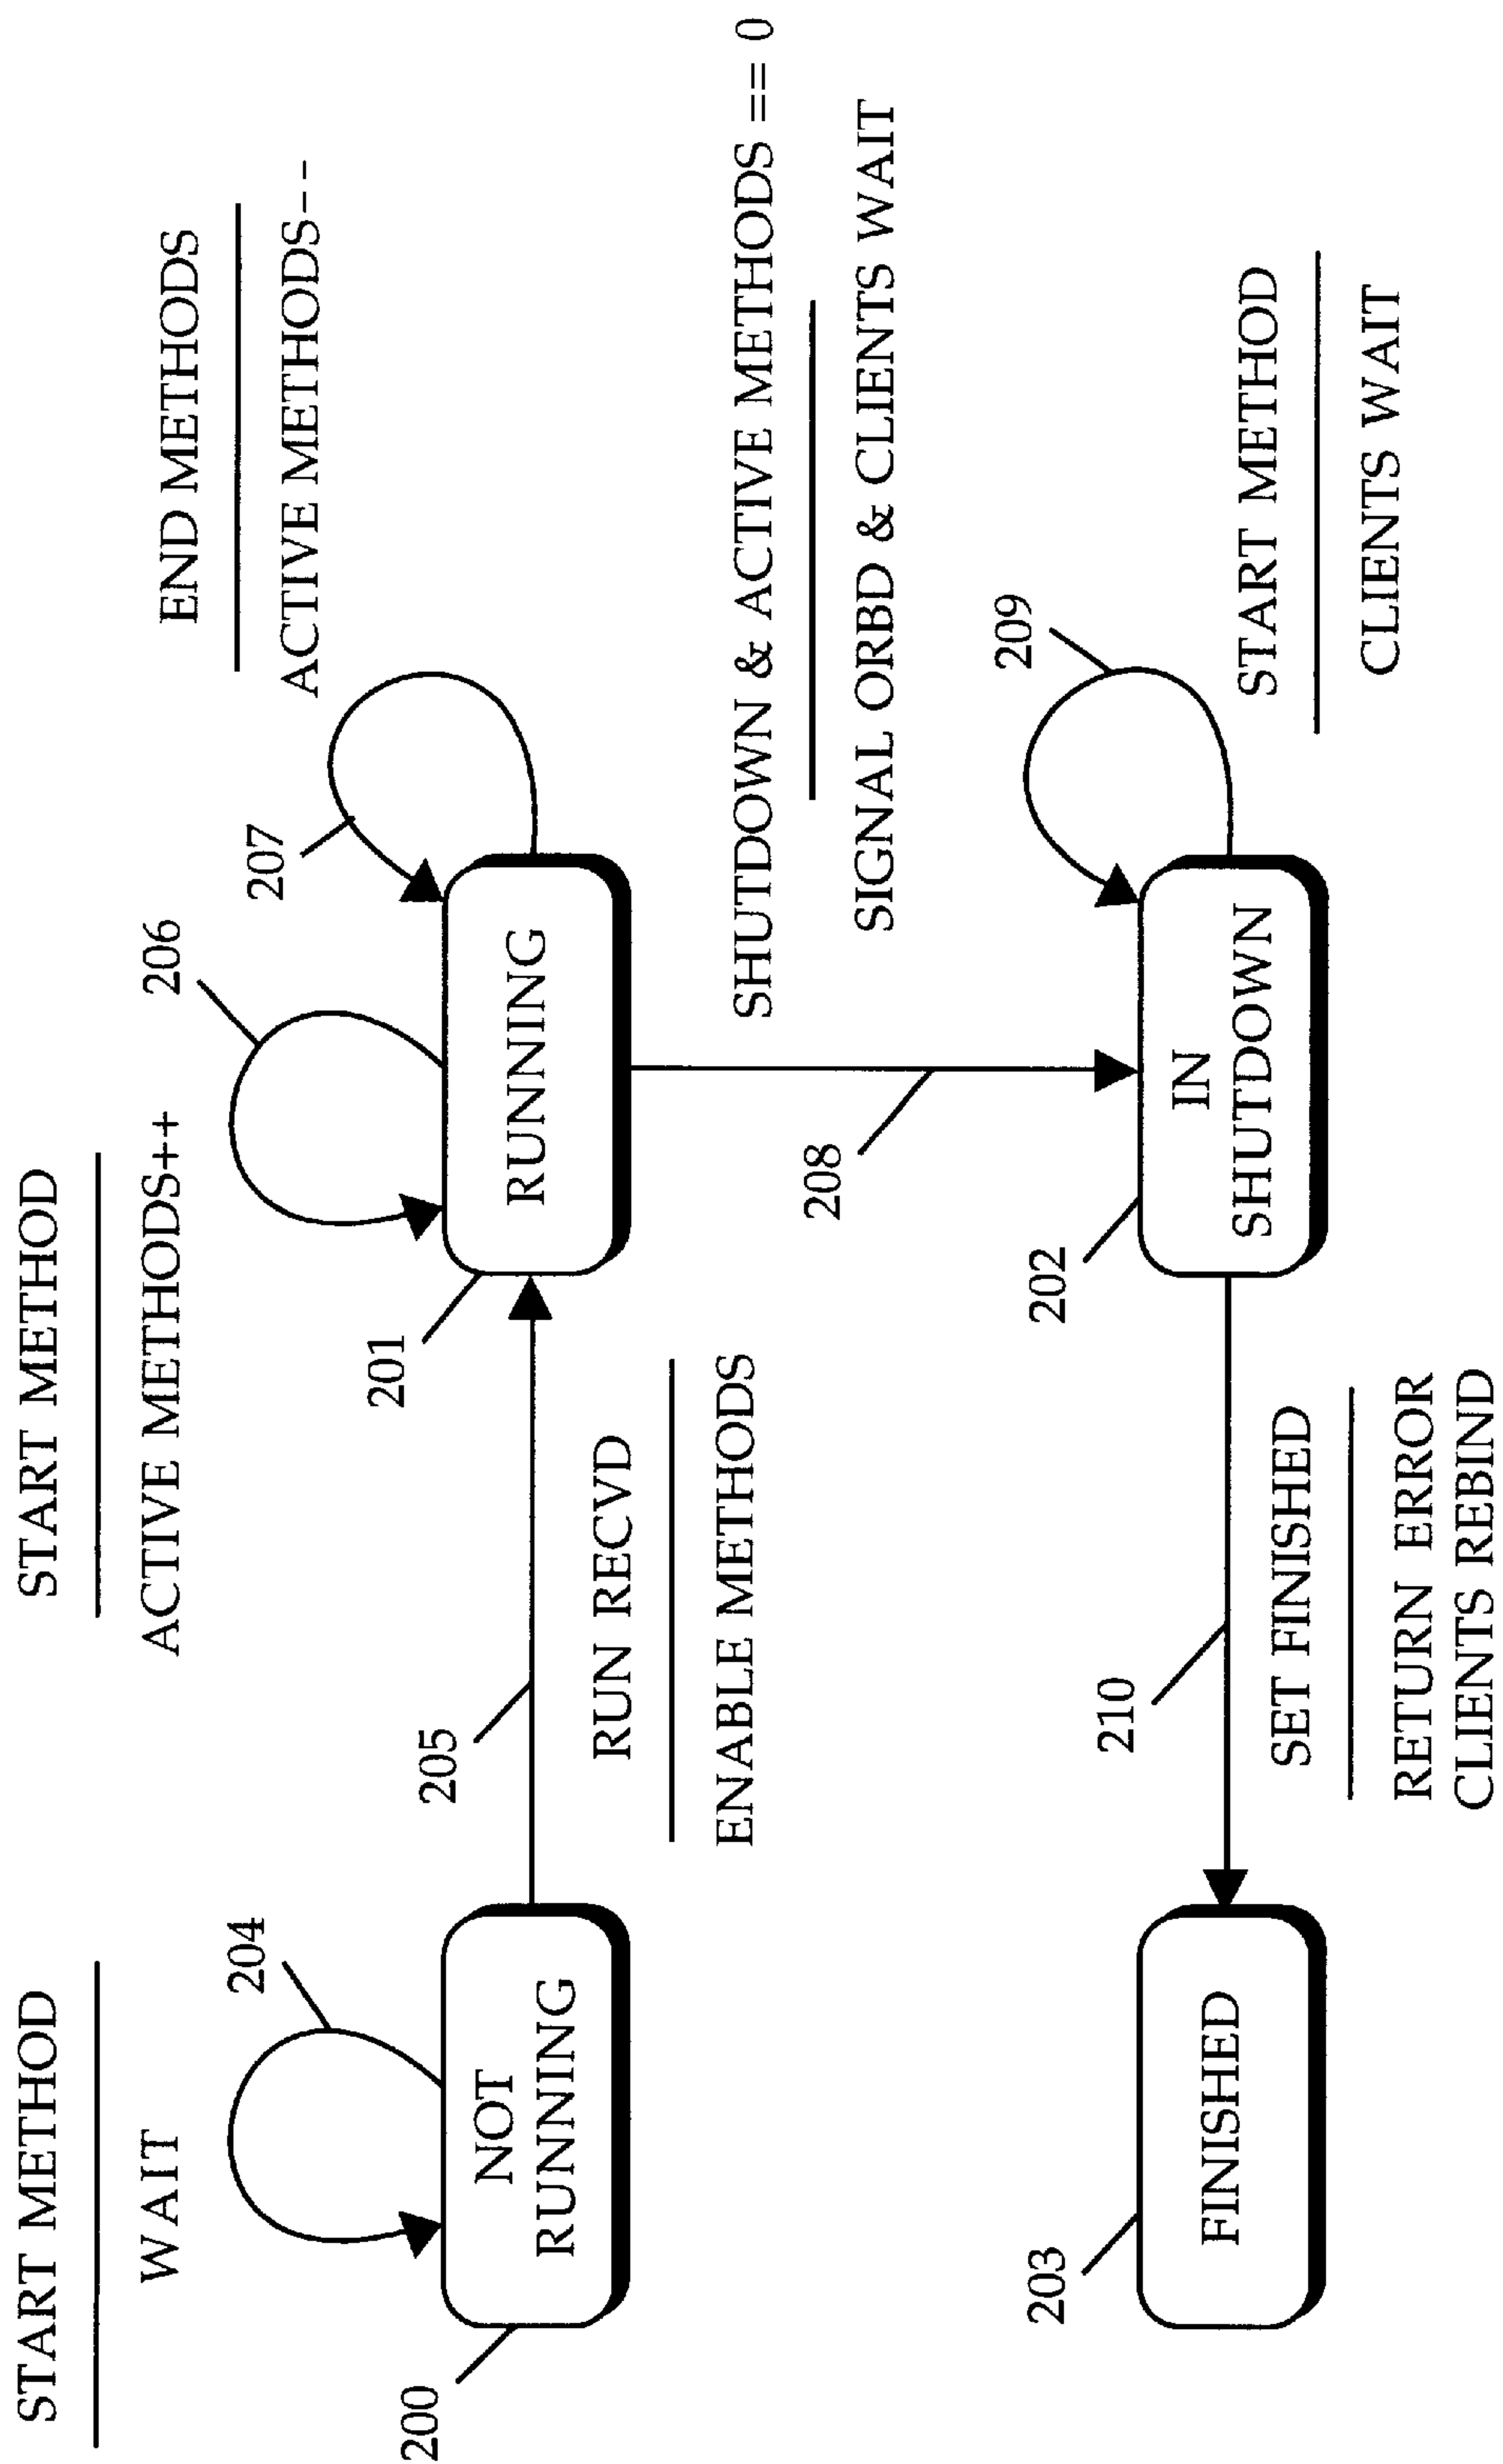 START METHOD
WAIT
204
200
NOT
RUNNING
205
RUN RECVD
ENABLE METHODS
START METHOD
ACTIVE METHODS++
206
201
RUNNING
207
END METHODS
ACTIVE METHODS--
208
SHUTDOWN & ACTIVE METHODS == 0
SIGNAL ORBD & CLIENTS WAIT
203
FINISHED
210
SET FINISHED
RETURN ERROR
CLIENTS REBIND
202
IN
SHUTDOWN
209
START METHOD
CLIENTS WAIT